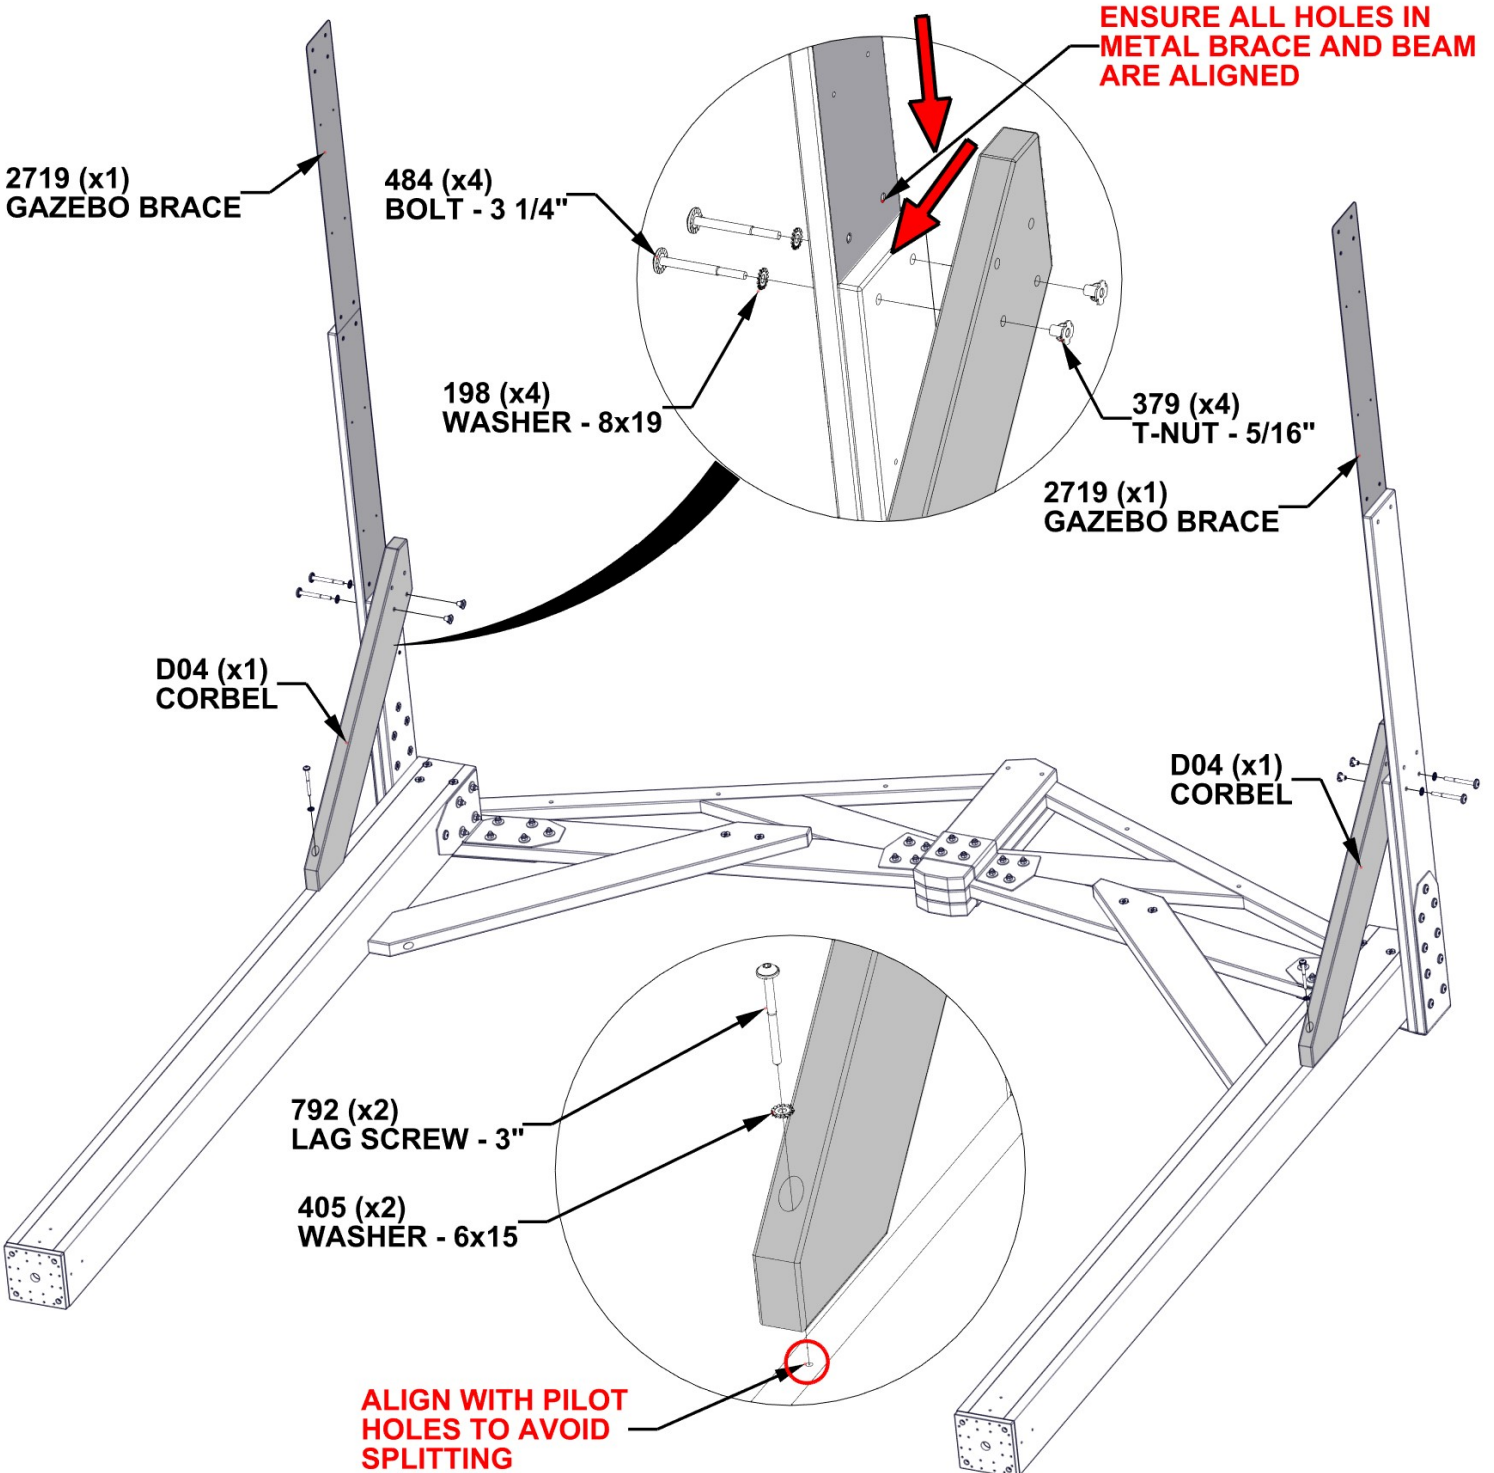 ENSURE ALL HOLES IN
METAL BRACE AND BEAM
ARE ALIGNED
2719 (x1)
GAZEBO BRACE
484 (x4)
BOLT - 3 1/4"
198 (x4)
WASHER - 8x19
379 (x4)
T-NUT - 5/16"
2719 (x1)
GAZEBO BRACE
D04 (x1)
CORBEL
D04 (x1)
CORBEL
792 (x2)
LAG SCREW - 3"
405 (x2)
WASHER - 6x15
ALIGN WITH PILOT
HOLES TO AVOID
SPLITTING